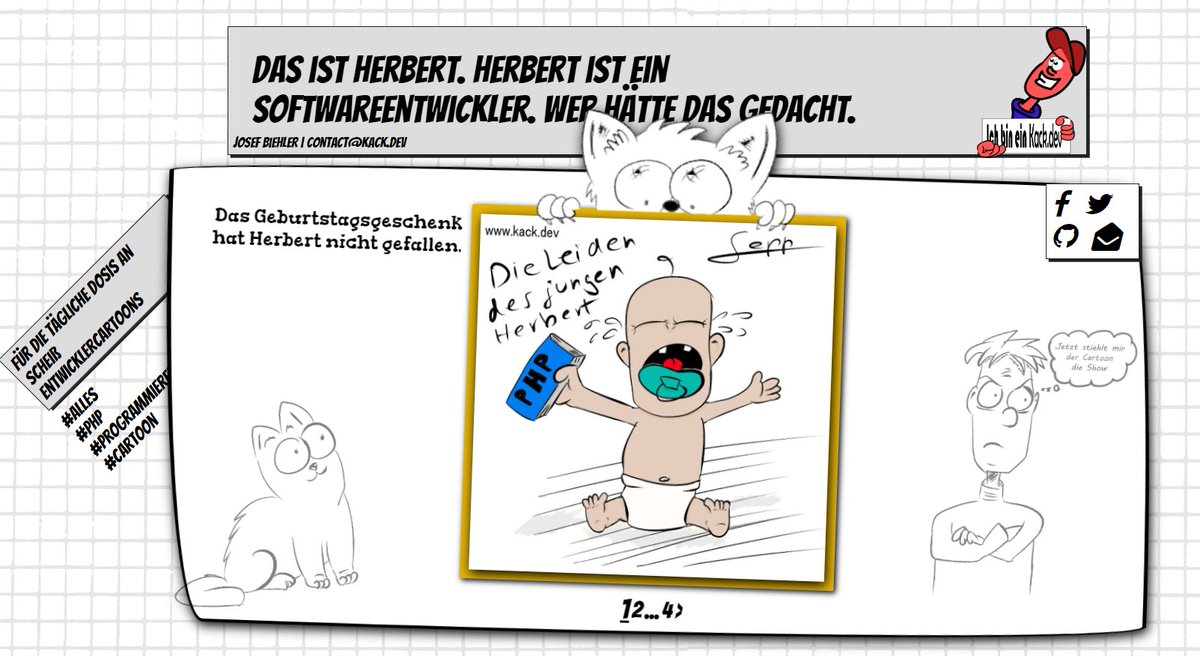 DAS IST HERBERT. HERBERT IST EIN
SOFTWAREENTWICKLER. WER HÄTTE DAS GEDACHT.
JOSEF BIEHLER | CONTACT@KACK.DEV
Ich bin ein Kack.dev
FÜR DIE TÄGLICHE DOSIS AN
SCHEIß
ENTWICKLERCARTOONS
#ALLES
#PHP
#PROGRAMMIERE
#CARTOON
Das Geburtstagsgeschenk
hat Herbert nicht gefallen.
www.kack.dev
Sepp
Die Leiden
des jungen
Herbert
PHP
Jetzt stiehlt mir
der Cartoon
die Show
1 2 ... 4 >